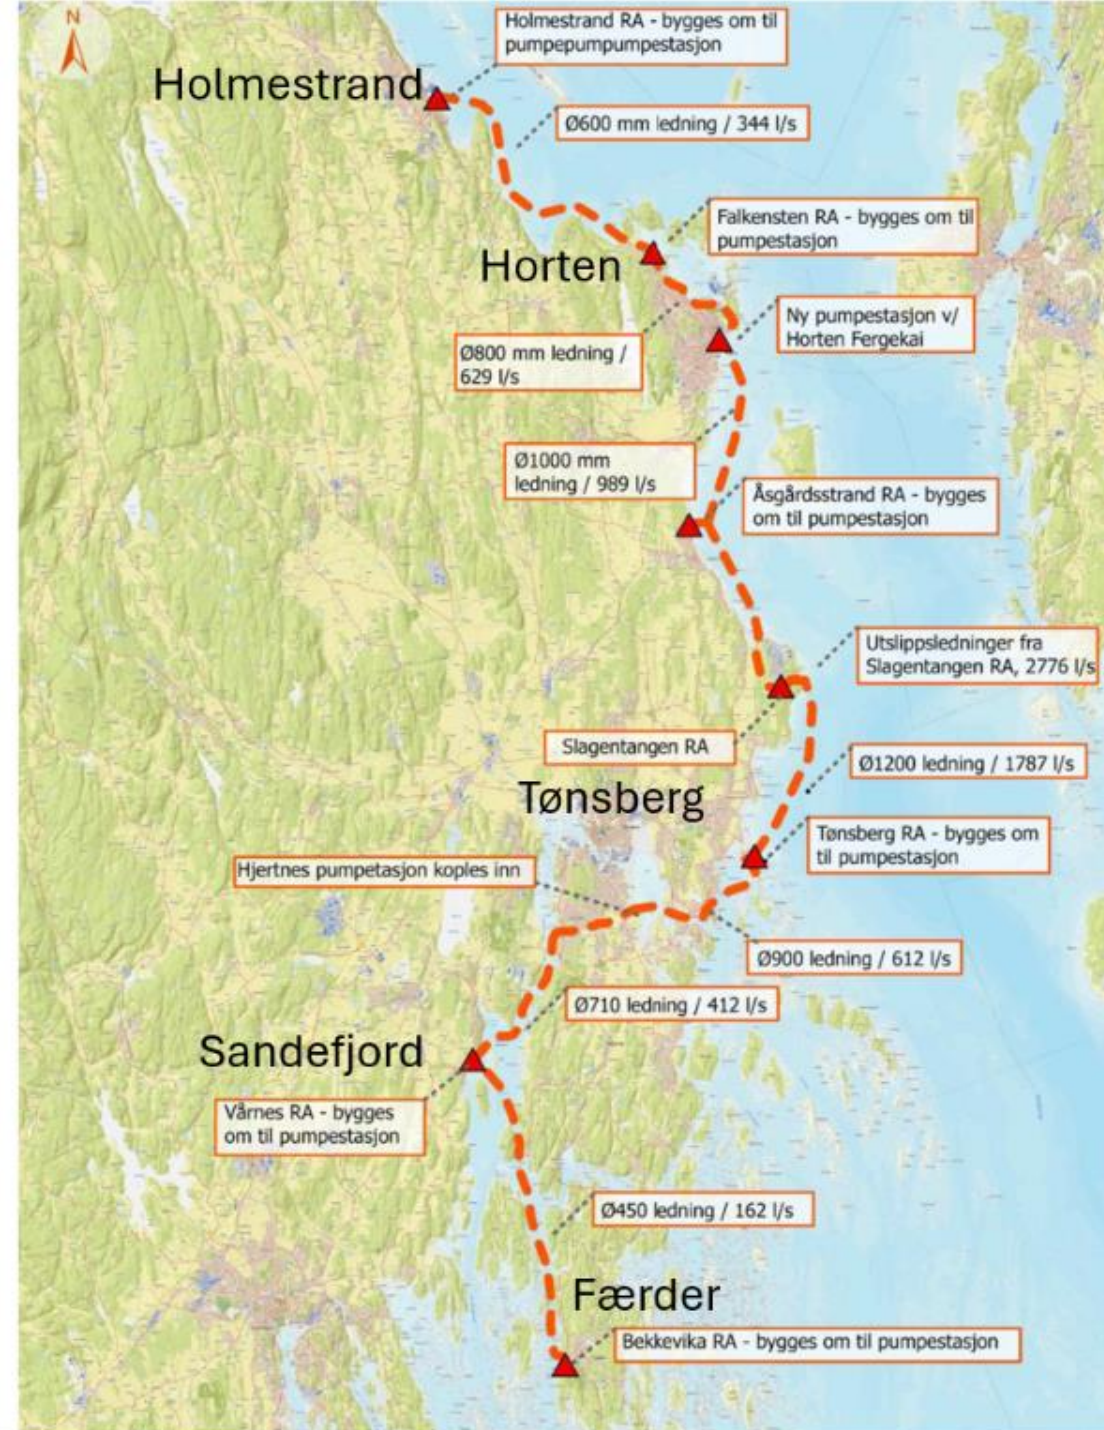 N
Holmestrand RA - bygges om til
pumpepumpumpestasjon
Holmestrand
Ø600 mm ledning / 344 l/s
Falkensten RA - bygges om til
pumpestasjon
Horten
Ny pumpestasjon v/
Horten Fergekai
Ø800 mm ledning /
629 l/s
Ø1000 mm
ledning / 989 l/s
Åsgårdsstrand RA - bygges
om til pumpestasjon
Utslippsledninger fra
Slagentangen RA, 2776 l/s
Slagentangen RA
Ø1200 ledning / 1787 l/s
Tønsberg
Tønsberg RA - bygges om
til pumpestasjon
Hjertnes pumpetasjon koples inn
Ø900 ledning / 612 l/s
Ø710 ledning / 412 l/s
Sandefjord
Vårnes RA - bygges
om til pumpestasjon
Ø450 ledning / 162 l/s
Færder
Bekkevika RA - bygges om til pumpestasjon